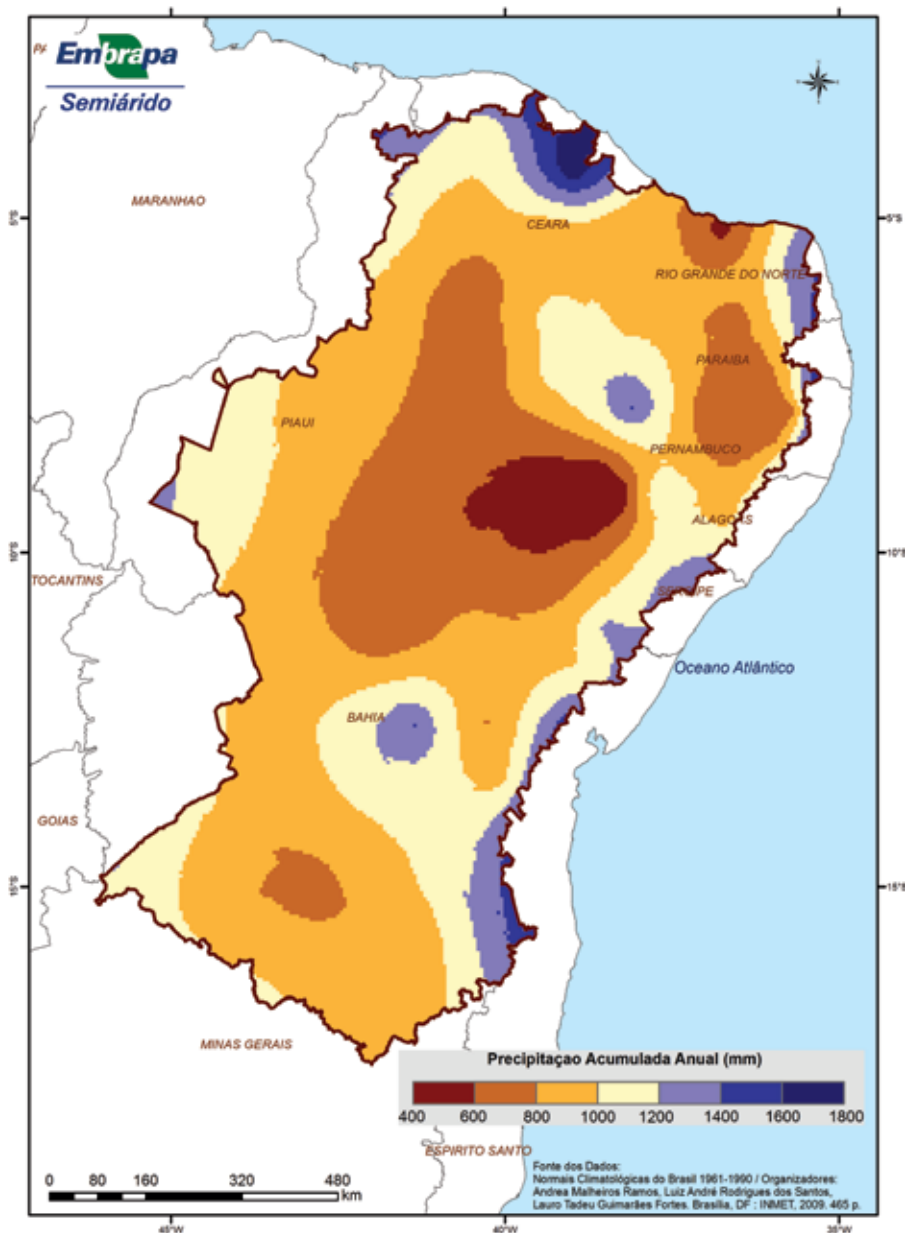 PA
Embrapa
Semiárido
MARANHAO
5°S
5°S
CEARA
RIO GRANDE DO NORTE
PARAIBA
PIAUI
PERNAMBUCO
ALAGOAS
10°S
10°S
TOCANTINS
SERGIPE
Oceano Atlântico
BAHIA
GOIAS
15°S
15°S
MINAS GERAIS
Precipitaçao Acumulada Anual (mm)
400 600 800 1000 1200 1400 1600 1800
ESPIRITO SANTO
0 80 160 320 480
km
Fonte dos Dados:
Normais Climatológicas do Brasil 1961-1990 / Organizadores:
Andrea Malheiros Ramos, Luiz André Rodrigues dos Santos,
Lauro Tadeu Guimarães Fortes. Brasília, DF : INMET, 2009. 465 p.
45°W
40°W
35°W